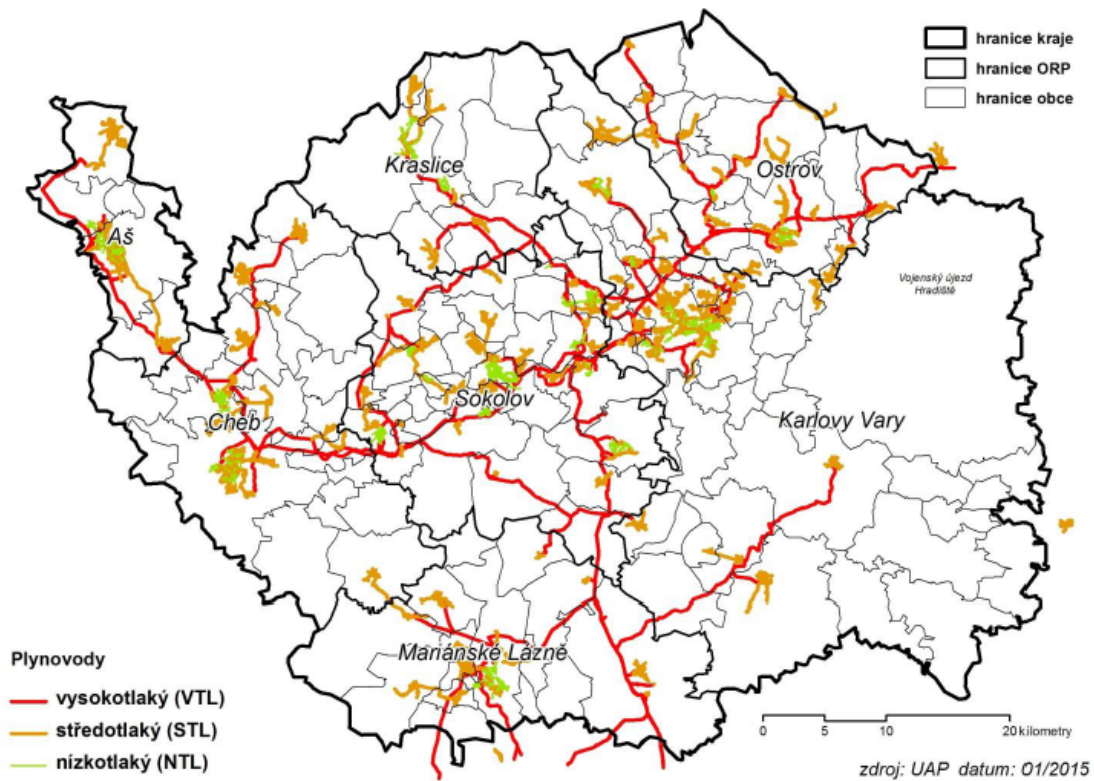 hranice kraje
hranice ORP
hranice obce
Kraslice
Ostrov
Aš
Vojenský újezd
Hradiště
Sokolov
Cheb
Karlovy Vary
Mariánské Lázně
Plynovody
vysokotlaký (VTL)
středotlaký (STL)
nízkotlaký (NTL)
0 5 10 20 kilometry
zdroj: UAP datum: 01/2015